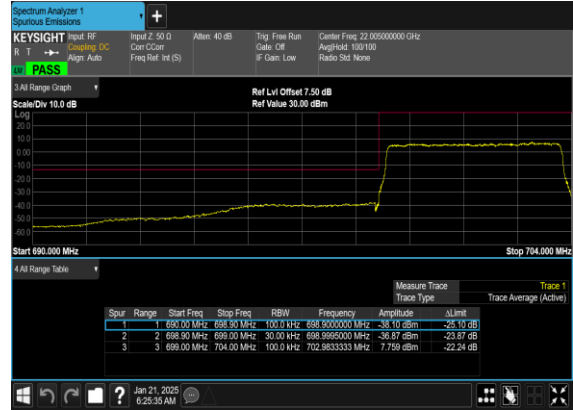 Spectrum Analyzer 1
Spurious Emissions
KEYSIGHT Input: RF Input Z: 50 Ω Atten: 40 dB Trig: Free Run Center Freq: 22.005000000 GHz
R T Coupling: DC Corr CCorr Gate: Off Avg|Hold: 100/100
Align: Auto Freq Ref: Int (S) IF Gain: Low Radio Std: None
LM PASS
3 All Range Graph
Ref Lvl Offset 7.50 dB
Scale/Div 10.0 dB Ref Value 30.00 dBm
Log
20.0
10.0
0.00
-10.0
-20.0
-30.0
-40.0
-50.0
-60.0
Start 690.000 MHz Stop 704.000 MHz
4 All Range Table
Measure Trace Trace 1
Trace Type Trace Average (Active)
Spur Range Start Freq Stop Freq RBW Frequency Amplitude ΔLimit
1 1 690.00 MHz 698.90 MHz 100.0 kHz 698.9000000 MHz -38.10 dBm -25.10 dB
2 2 698.90 MHz 699.00 MHz 30.00 kHz 698.9995000 MHz -36.87 dBm -23.87 dB
3 3 699.00 MHz 704.00 MHz 100.0 kHz 702.9833333 MHz 7.759 dBm -22.24 dB
? Jan 21, 2025
6:25:35 AM